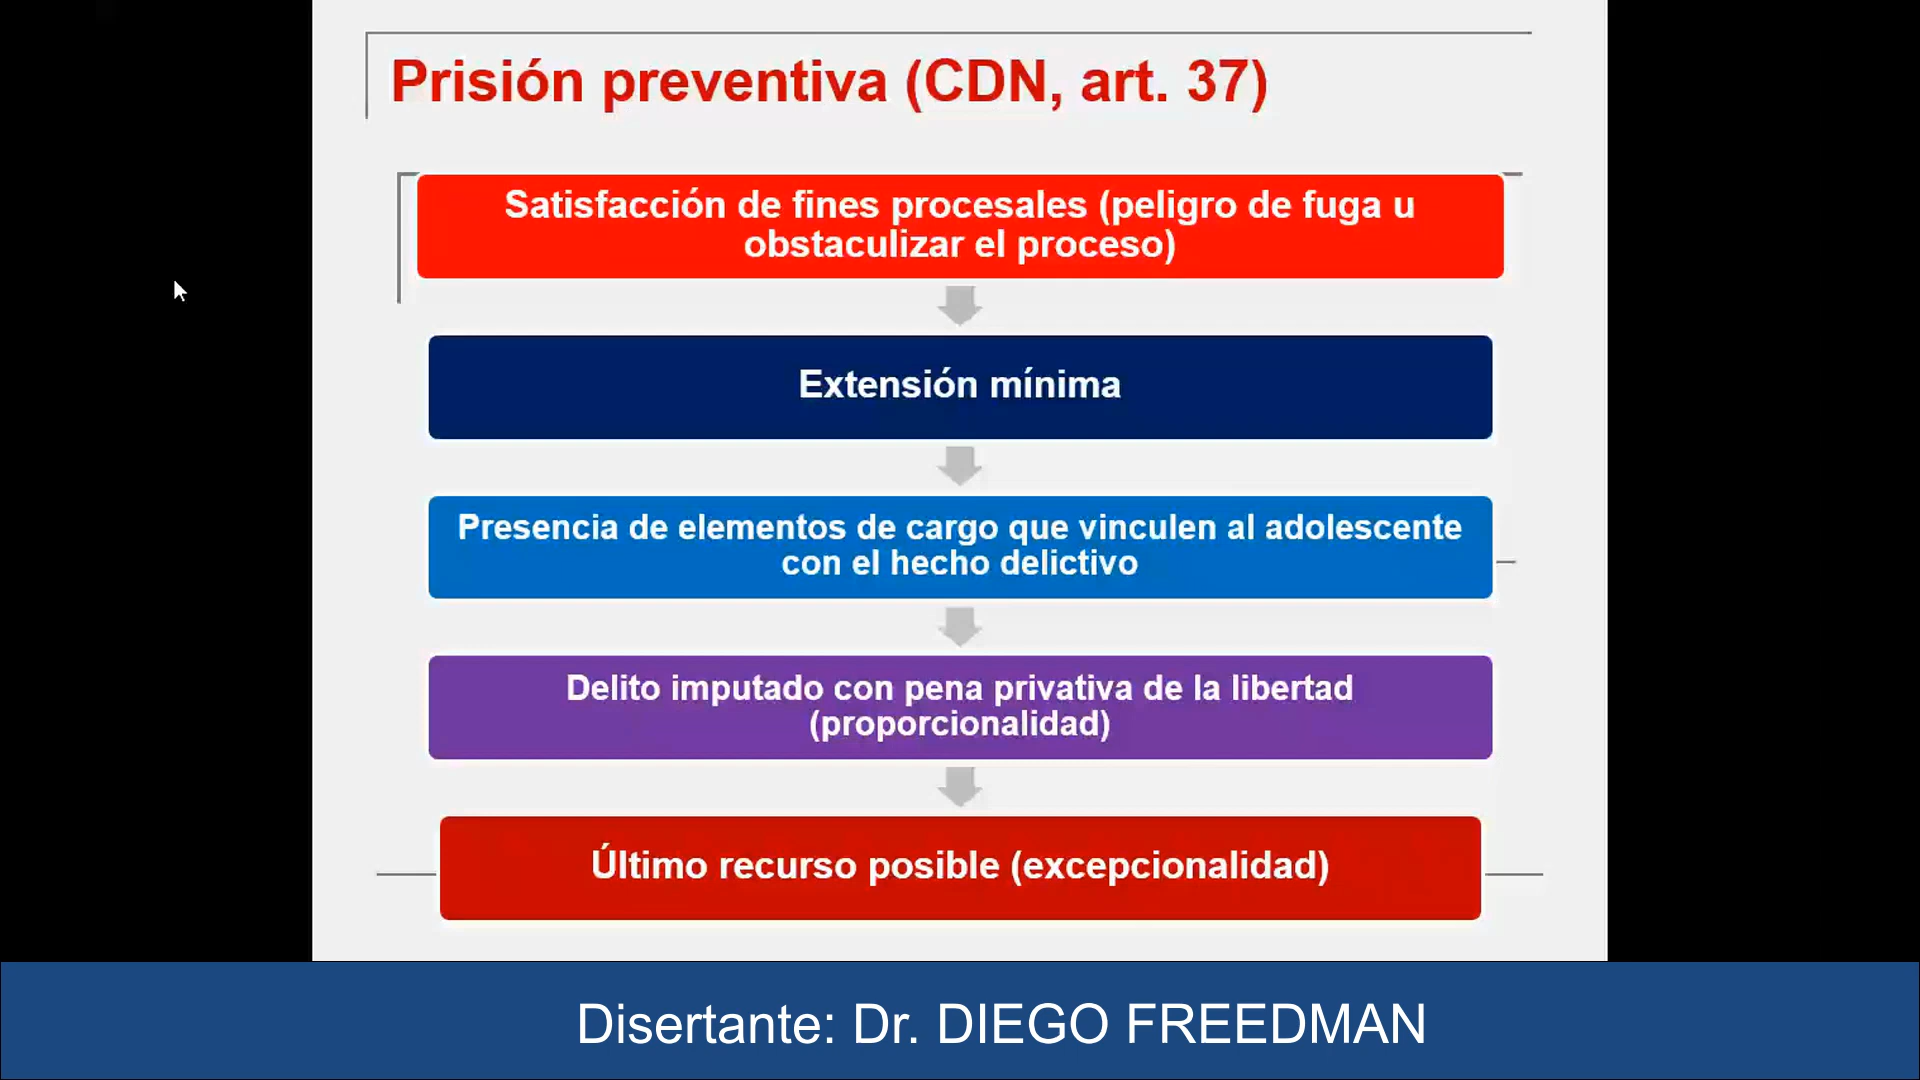 Prisión preventiva (CDN, art. 37)
Satisfacción de fines procesales (peligro de fuga u
obstaculizar el proceso)
Extensión mínima
Presencia de elementos de cargo que vinculen al adolescente
con el hecho delictivo
Delito imputado con pena privativa de la libertad
(proporcionalidad)
Último recurso posible (excepcionalidad)
Disertante: Dr. DIEGO FREEDMAN